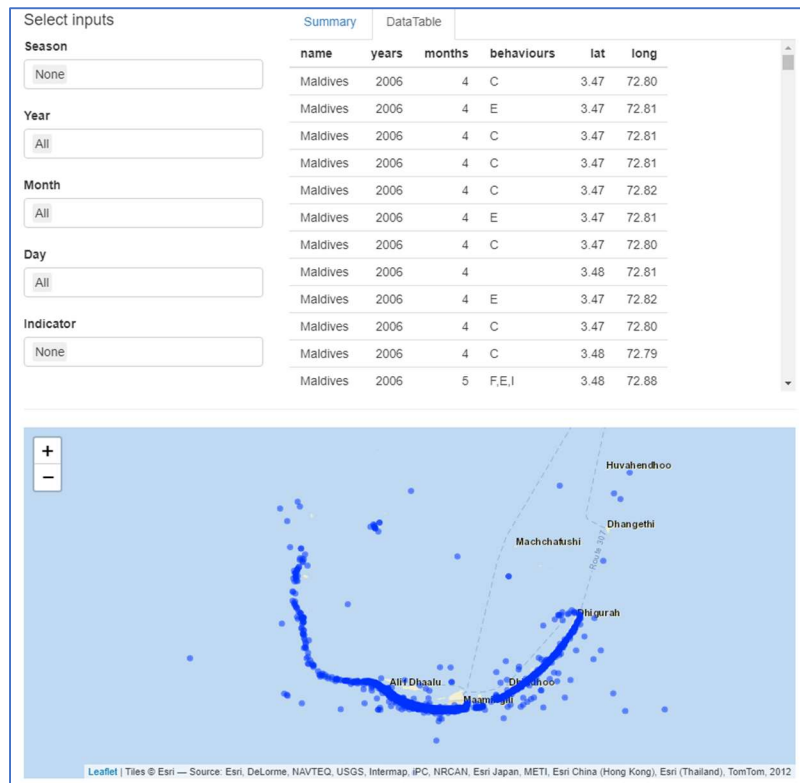 Select inputs
Season
None
Year
All
Month
All
Day
All
Indicator
None
Summary DataTable
name years months behaviours lat long
Maldives 2006 4 C 3.47 72.80
Maldives 2006 4 E 3.47 72.81
Maldives 2006 4 C 3.47 72.81
Maldives 2006 4 C 3.47 72.81
Maldives 2006 4 C 3.47 72.82
Maldives 2006 4 E 3.47 72.81
Maldives 2006 4 C 3.47 72.80
Maldives 2006 4 3.48 72.81
Maldives 2006 4 E 3.47 72.82
Maldives 2006 4 C 3.47 72.80
Maldives 2006 4 C 3.48 72.79
Maldives 2006 5 F,E,I 3.48 72.88
+
−
Huvahendhoo
Dhangethi
Machchafushi
Route 307
Dhigurah
Alif Dhaalu
Leaflet | Tiles © Esri — Source: Esri, DeLorme, NAVTEQ, USGS, Intermap, iPC, NRCAN, Esri Japan, METI, Esri China (Hong Kong), Esri (Thailand), TomTom, 2012